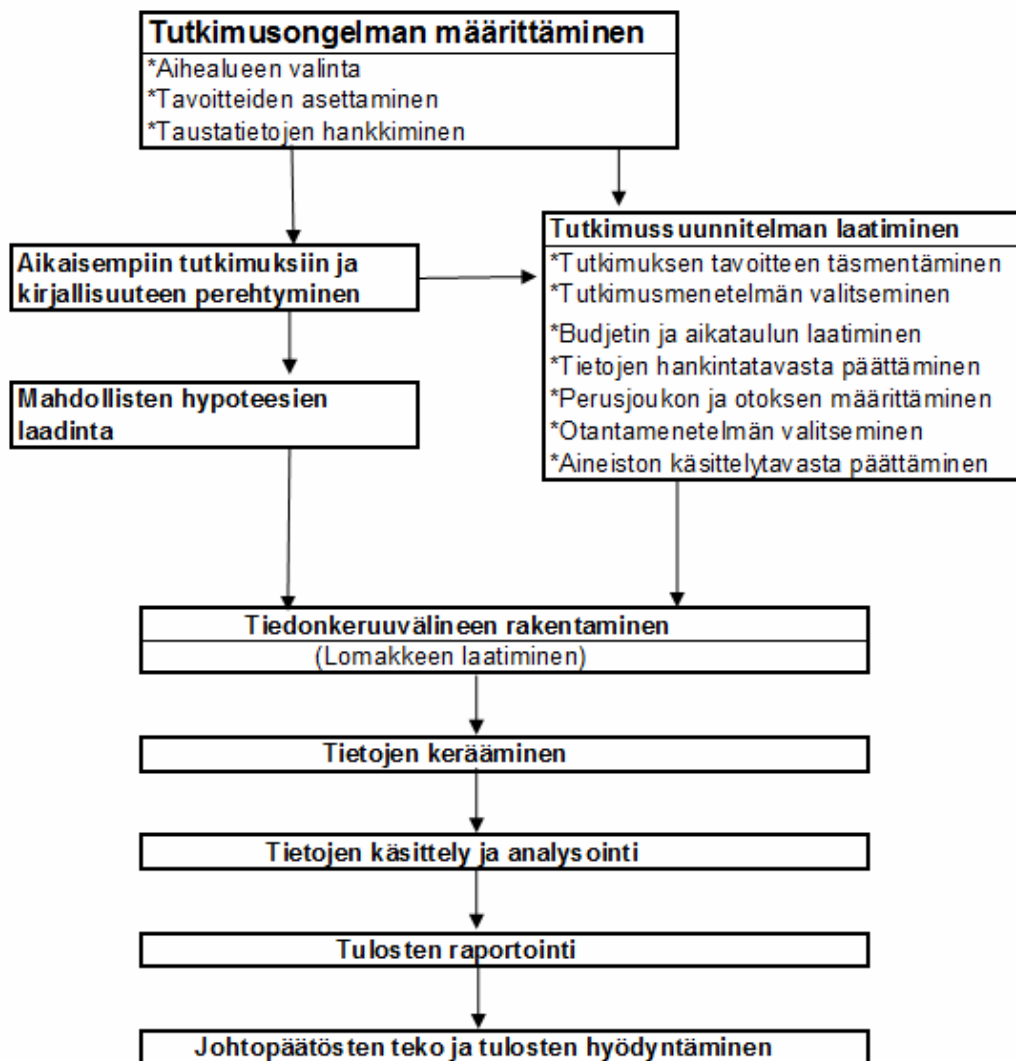 Tutkimusongelman määrittäminen
*Aihealueen valinta
*Tavoitteiden asettaminen
*Taustatietojen hankkiminen
Aikaisempiin tutkimuksiin ja
kirjallisuuteen perehtyminen
Mahdollisten hypoteesien
laadinta
Tutkimussuunnitelman laatiminen
*Tutkimuksen tavoitteen täsmentäminen
*Tutkimusmenetelmän valitseminen
*Budjetin ja aikataulun laatiminen
*Tietojen hankintatavasta päättäminen
*Perusjoukon ja otoksen määrittäminen
*Otantamenetelmän valitseminen
*Aineiston käsittelytavasta päättäminen
Tiedonkeruuvälineen rakentaminen
(Lomakkeen laatiminen)
Tietojen kerääminen
Tietojen käsittely ja analysointi
Tulosten raportointi
Johtopäätösten teko ja tulosten hyödyntäminen